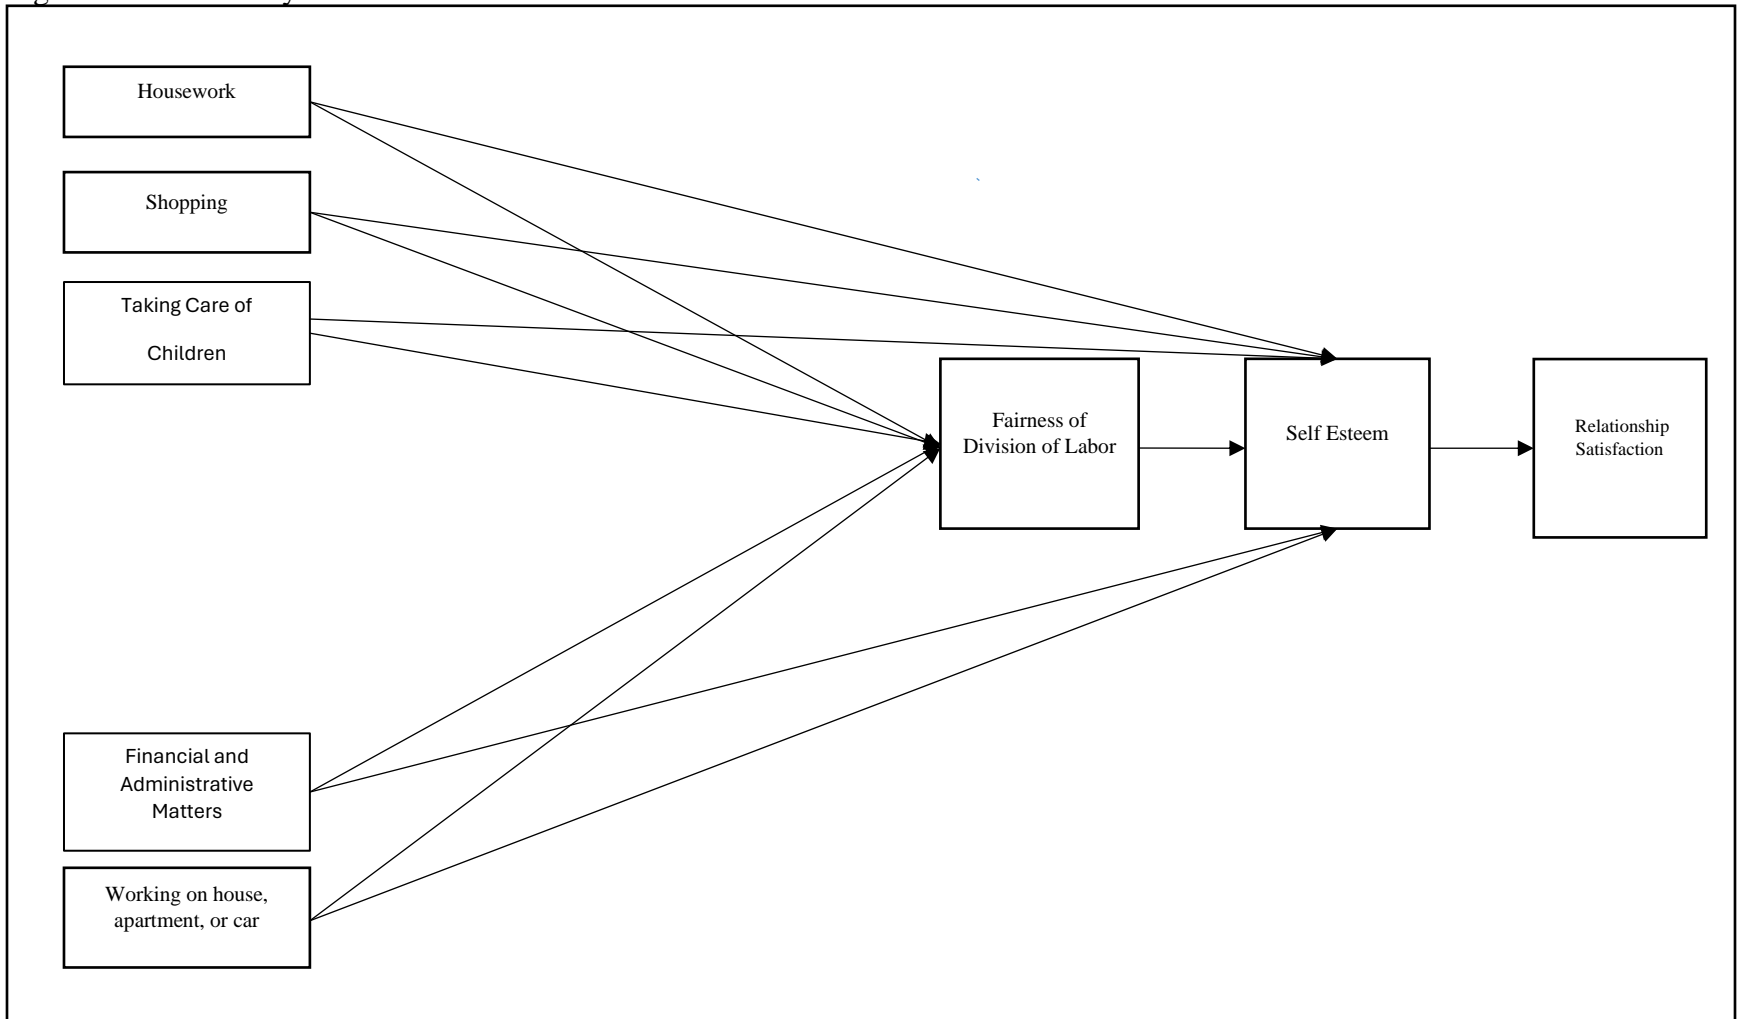 Housework
Shopping
Taking Care of
Children
Fairness of
Division of Labor
Self Esteem
Relationship
Satisfaction
Financial and
Administrative
Matters
Working on house,
apartment, or car